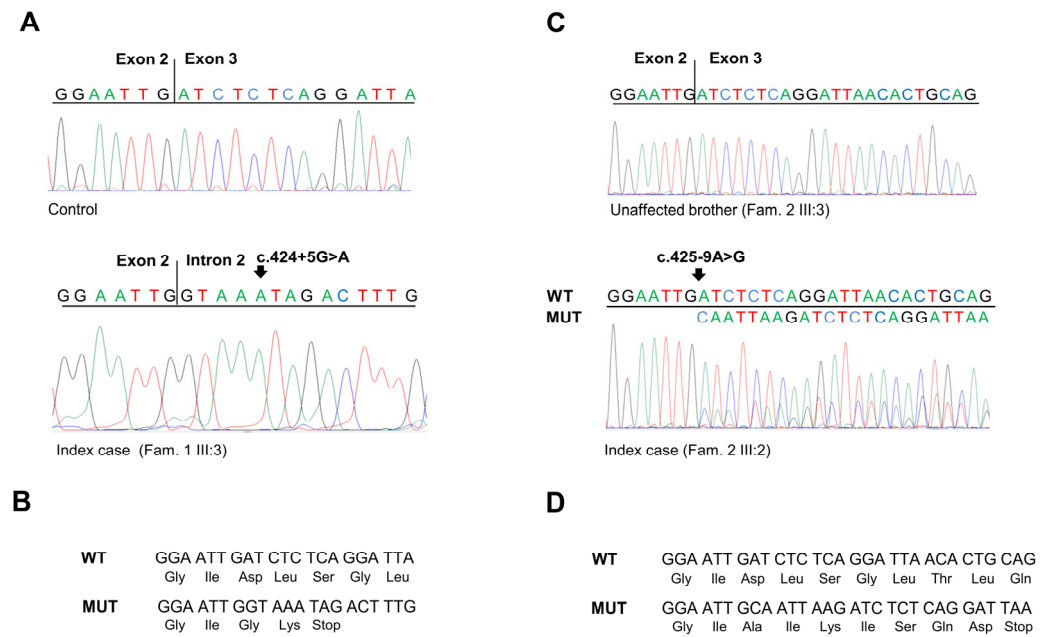 A
Exon 2 Exon 3
GGAATTGATCTCTCAGGATTA
Control
Exon 2 Intron 2 c.424+5G>A
GGAATTGGTAAATAGACTTTG
Index case (Fam. 1 III:3)
B
WT GGA ATT GAT CTC TCA GGA TTA
Gly Ile Asp Leu Ser Gly Leu
MUT GGA ATT GGT AAA TAG ACT TTG
Gly Ile Gly Lys Stop
C
Exon 2 Exon 3
GGAATTGATCTCTCAGGATTAACACTGCAG
Unaffected brother (Fam. 2 III:3)
c.425-9A>G
WT GGAATTGATCTCTCAGGATTAACACTGCAG
MUT CAATTAAGATCTCTCAGGATTAA
Index case (Fam. 2 III:2)
D
WT GGA ATT GAT CTC TCA GGA TTA ACA CTG CAG
Gly Ile Asp Leu Ser Gly Leu Thr Leu Gln
MUT GGA ATT GCA ATT AAG ATC TCT CAG GAT TAA
Gly Ile Ala Ile Lys Ile Ser Gln Asp Stop